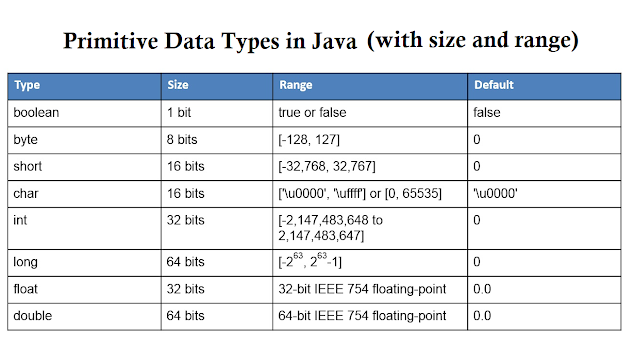 Primitive Data Types in Java (with size and range)
Type Size Range Default
boolean 1 bit true or false false
byte 8 bits [-128, 127] 0
short 16 bits [-32,768, 32,767] 0
char 16 bits ['\u0000', '\uffff'] or [0, 65535] '\u0000'
int 32 bits [-2,147,483,648 to 0
2,147,483,647]
long 64 bits [-2⁶³, 2⁶³-1] 0
float 32 bits 32-bit IEEE 754 floating-point 0.0
double 64 bits 64-bit IEEE 754 floating-point 0.0